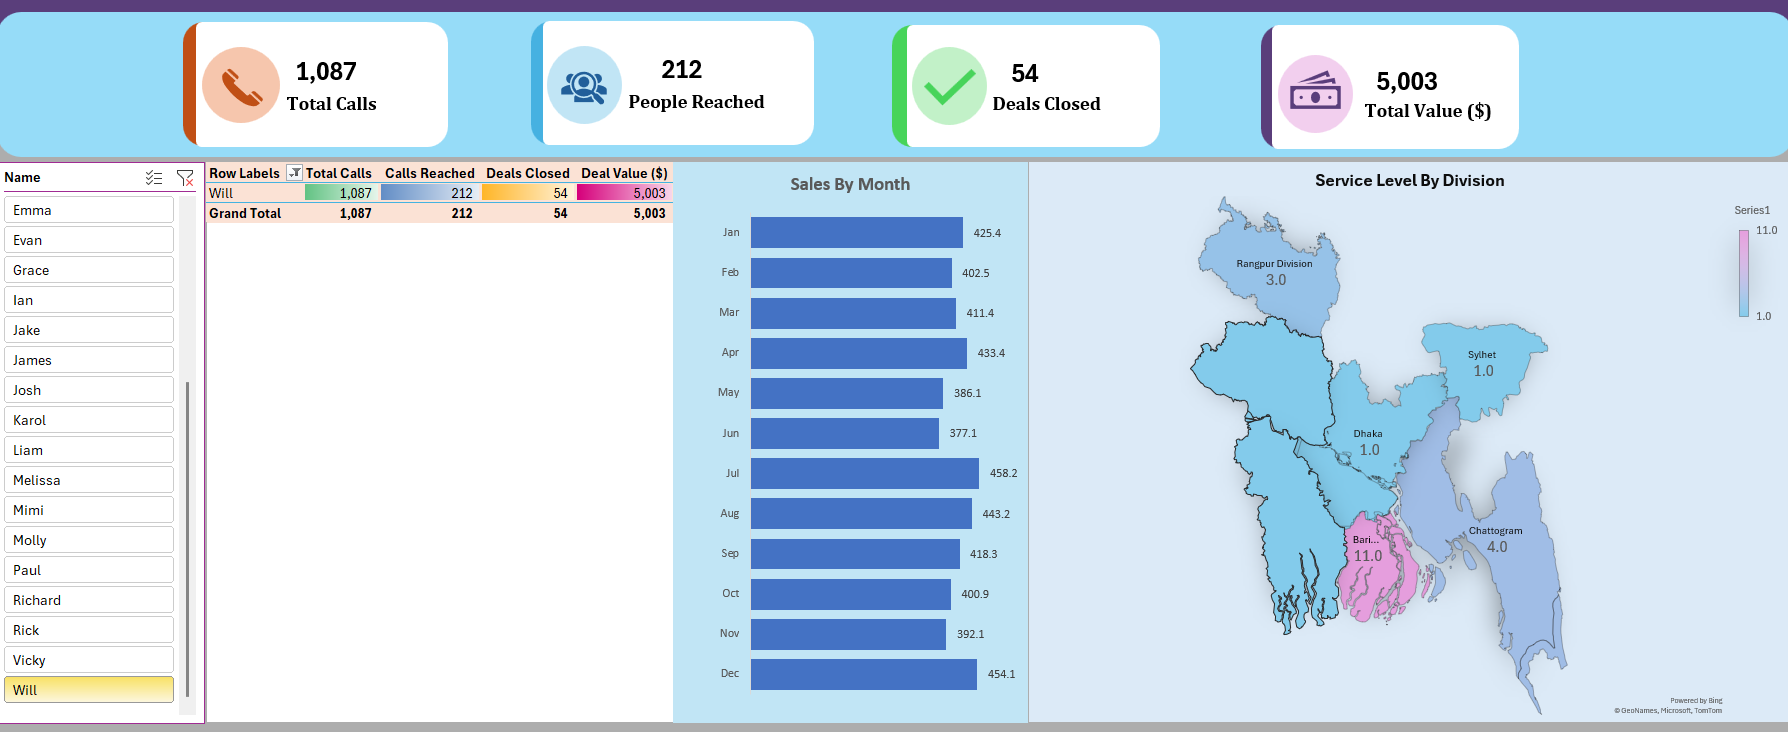 1,087
Total Calls
212
People Reached
54
Deals Closed
5,003
Total Value ($)
Name
Emma
Evan
Grace
Ian
Jake
James
Josh
Karol
Liam
Melissa
Mimi
Molly
Paul
Richard
Rick
Vicky
Will
Row Labels Total Calls Calls Reached Deals Closed Deal Value ($)
Will 1,087 212 54 5,003
Grand Total 1,087 212 54 5,003
Sales By Month
Jan 425.4
Feb 402.5
Mar 411.4
Apr 433.4
May 386.1
Jun 377.1
Jul 458.2
Aug 443.2
Sep 418.3
Oct 400.9
Nov 392.1
Dec 454.1
Service Level By Division
Series1
11.0
1.0
Rangpur Division
3.0
Sylhet
1.0
Dhaka
1.0
Bari...
11.0
Chattogram
4.0
Powered by Bing
© GeoNames, Microsoft, TomTom